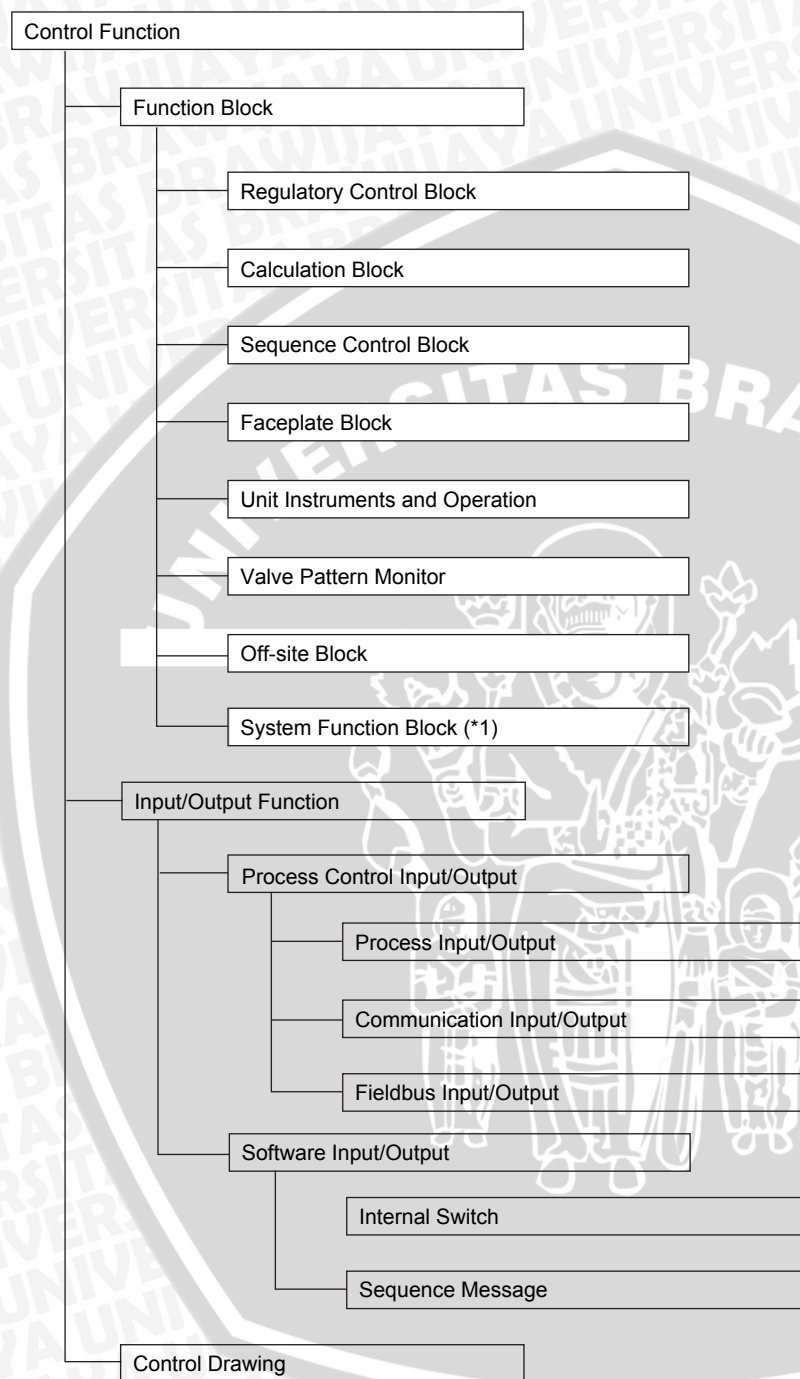 Control Function
Function Block
Regulatory Control Block
Calculation Block
Sequence Control Block
UNIVERSITAS BRA
Faceplate Block
Unit Instruments and Operation
Valve Pattern Monitor
Off-site Block
System Function Block (*1)
Input/Output Function
Process Control Input/Output
Process Input/Output
Communication Input/Output
Fieldbus Input/Output
Software Input/Output
Internal Switch
Sequence Message
Control Drawing